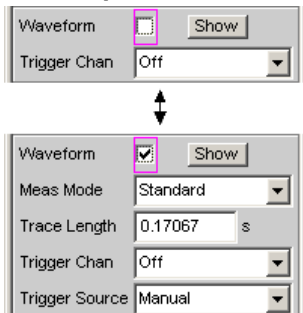 Waveform Show
Trigger Chan Off
Waveform Show
Meas Mode Standard
Trace Length 0.17067 s
Trigger Chan Off
Trigger Source Manual